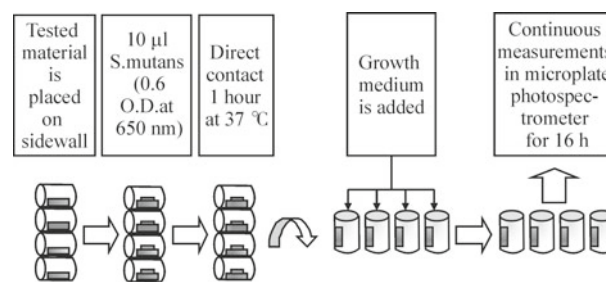 Tested
material
is
placed
on
sidewall
10 μl
S.mutans
(0.6
O.D.at
650 nm)
Direct
contact
1 hour
at 37 ℃
Growth
medium
is added
Continuous
measurements
in microplate
photospec-
trometer
for 16 h